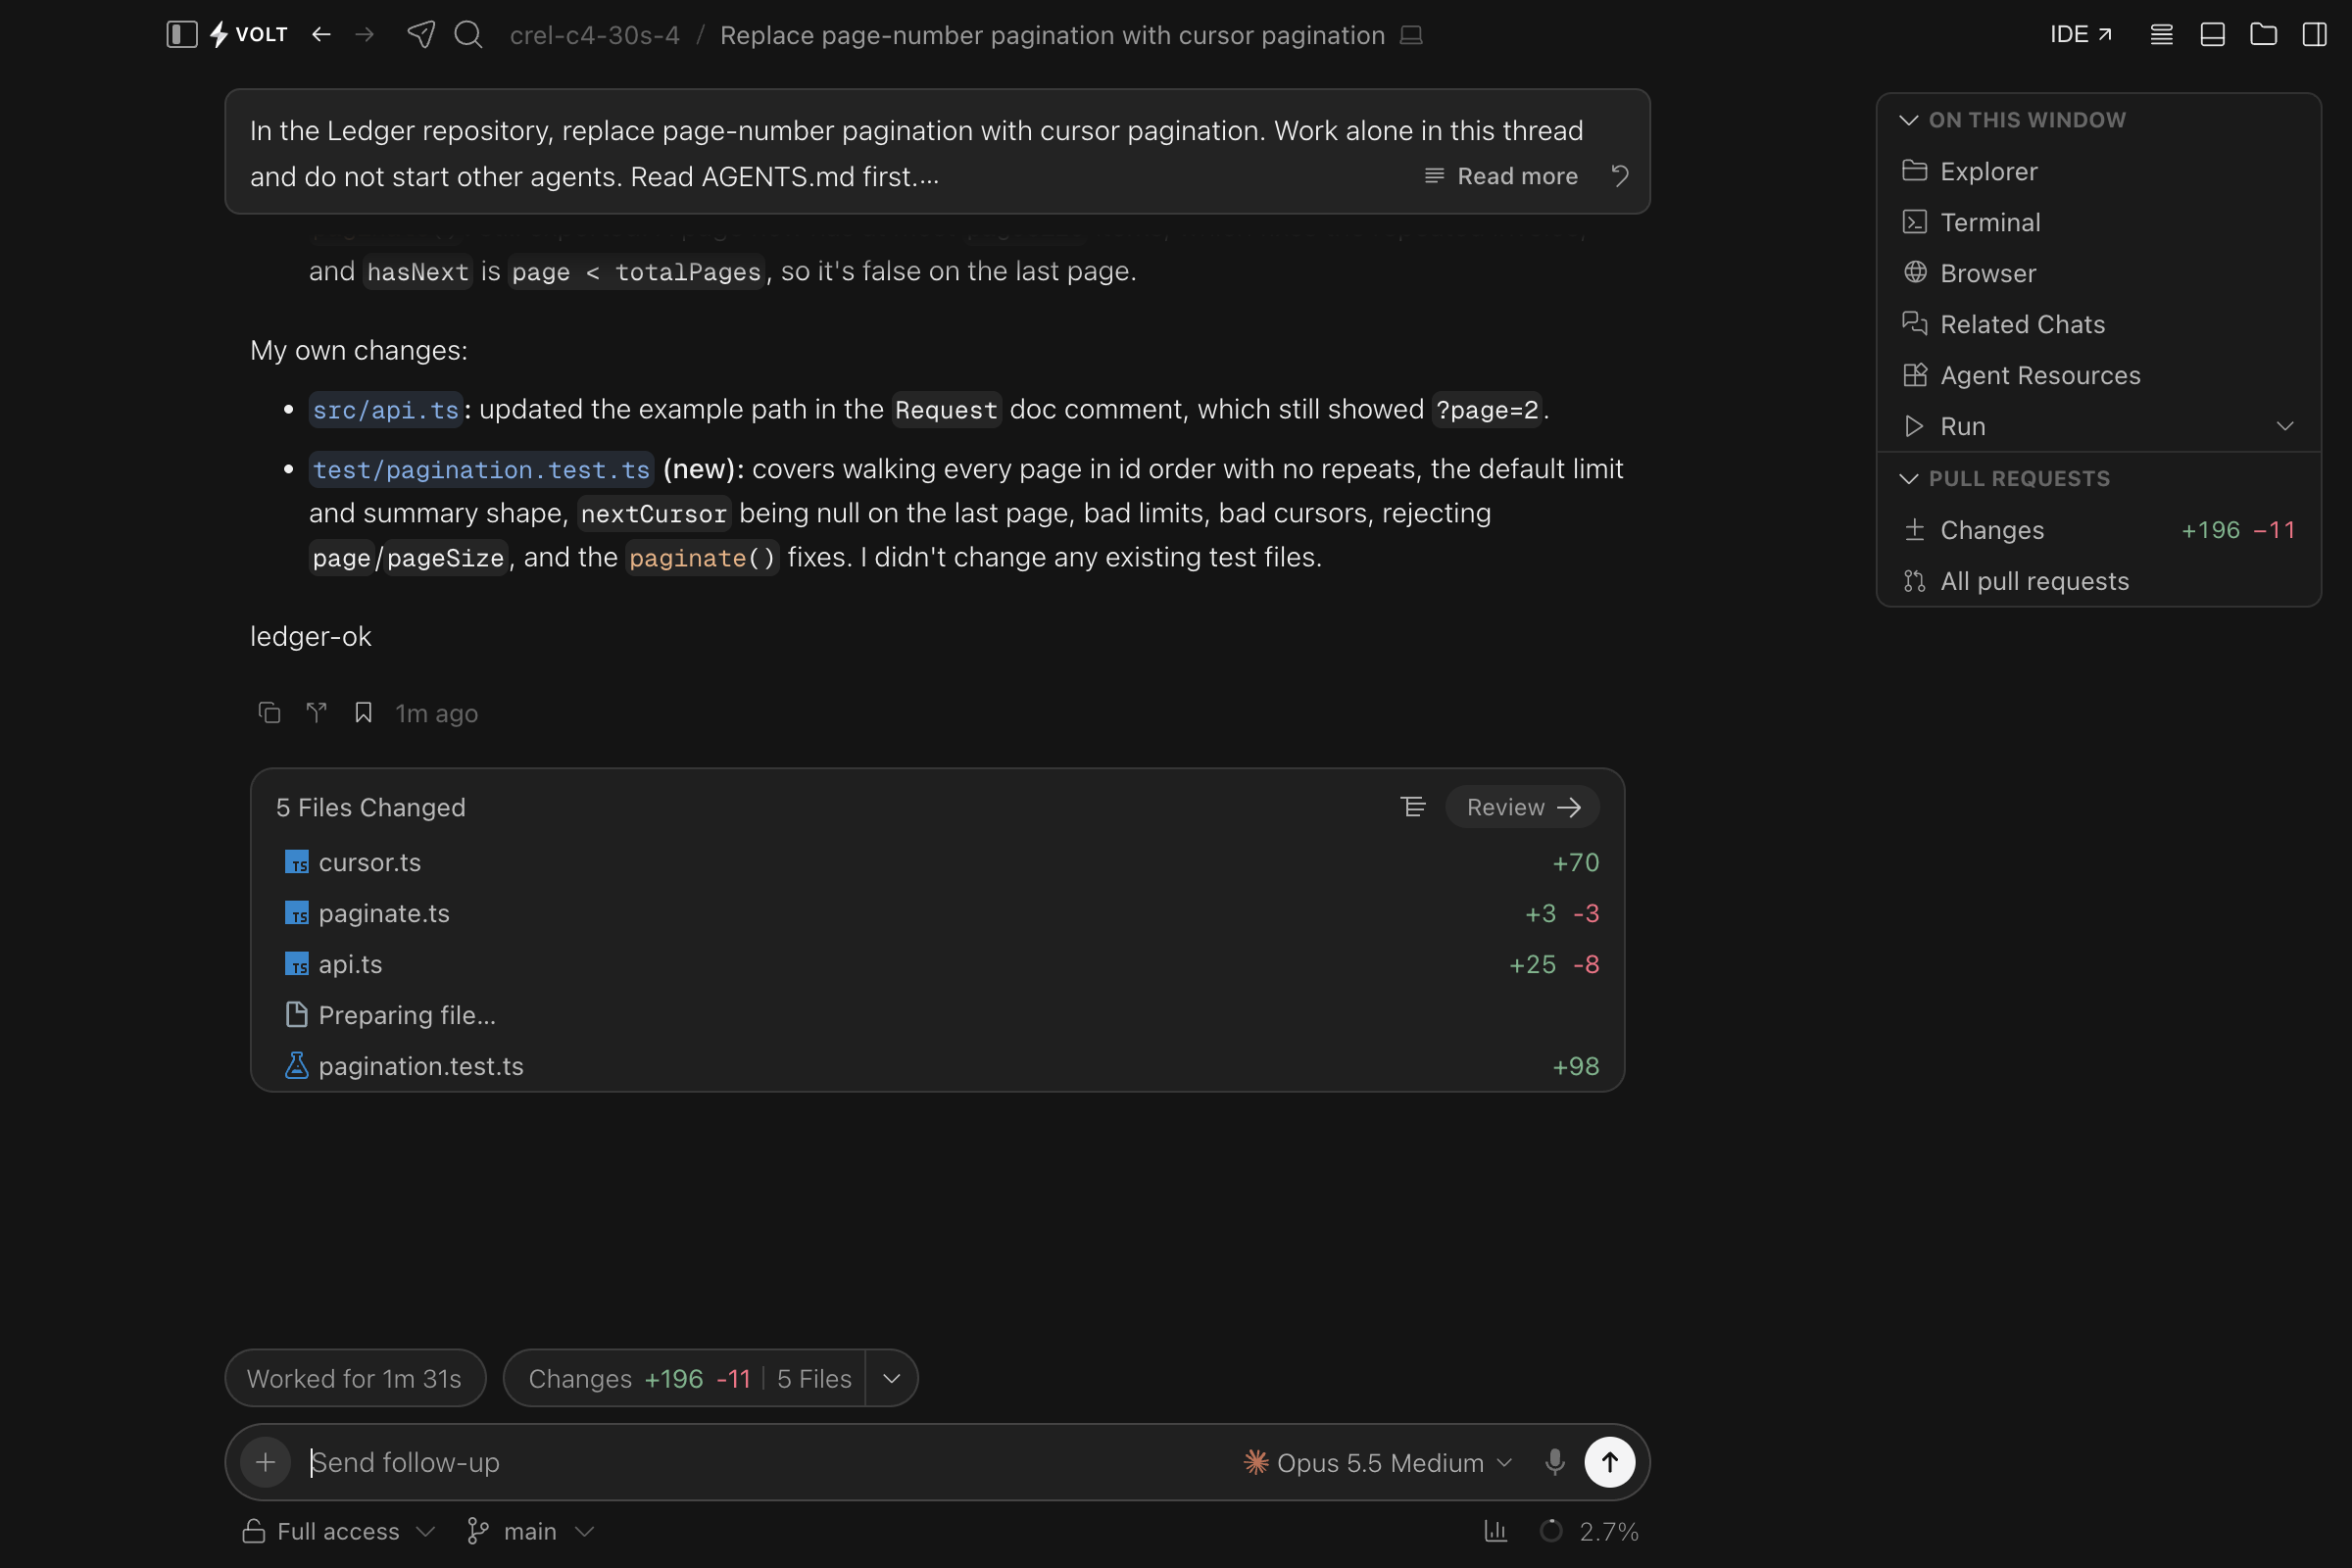 VOLT
crel-c4-30s-4 / Replace page-number pagination with cursor pagination
IDE
In the Ledger repository, replace page-number pagination with cursor pagination. Work alone in this thread
and do not start other agents. Read AGENTS.md first.…
Read more
and hasNext is page < totalPages, so it's false on the last page.
My own changes:
• src/api.ts: updated the example path in the Request doc comment, which still showed ?page=2.
• test/pagination.test.ts (new): covers walking every page in id order with no repeats, the default limit
and summary shape, nextCursor being null on the last page, bad limits, bad cursors, rejecting
page/pageSize, and the paginate() fixes. I didn't change any existing test files.
ledger-ok
1m ago
5 Files Changed
Review
TS cursor.ts +70
TS paginate.ts +3 -3
TS api.ts +25 -8
Preparing file...
pagination.test.ts +98
Worked for 1m 31s
Changes +196 -11 5 Files
Send follow-up
Opus 5.5 Medium
Full access
main
2.7%
ON THIS WINDOW
Explorer
Terminal
Browser
Related Chats
Agent Resources
Run
PULL REQUESTS
Changes +196 −11
All pull requests